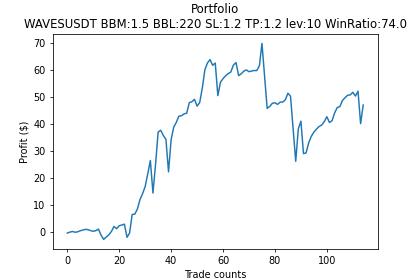 Portfolio
WAVESUSDT BBM:1.5 BBL:220 SL:1.2 TP:1.2 lev:10 WinRatio:74.0
Profit ($)
70
60
50
40
30
20
10
0
0 20 40 60 80 100
Trade counts